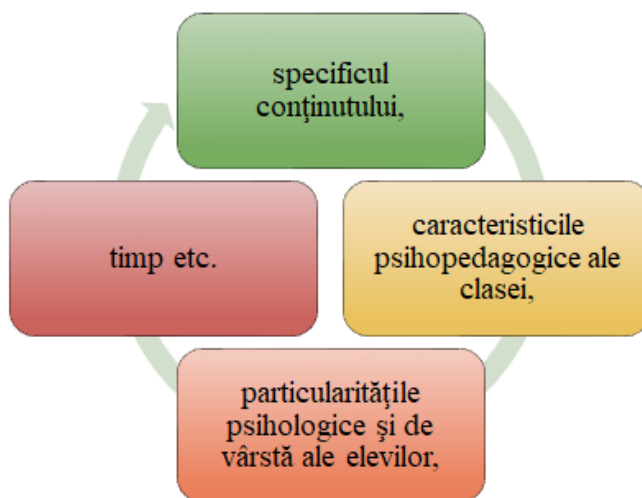 specificul
conţinutului,
caracteristicile
psihopedagogice ale
clasei,
particularităţile
psihologice şi de
vârstă ale elevilor,
timp etc.